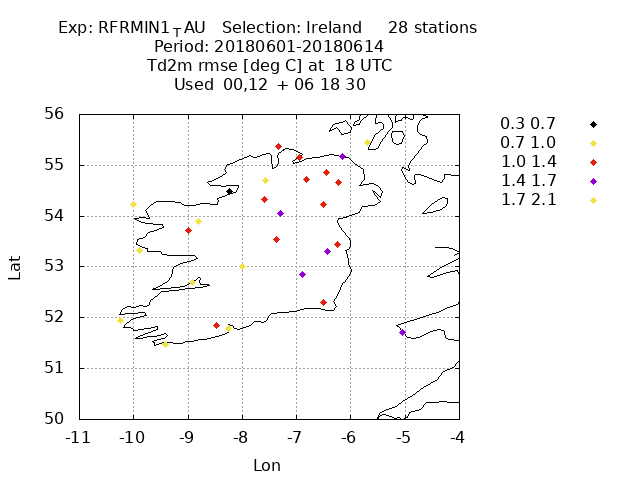 Exp: RFRMIN1_TAU   Selection: Ireland      28 stations
Period: 20180601-20180614
Td2m rmse [deg C] at  18 UTC
Used  00,12  + 06 18 30
56
55
54
53
52
51
50
-11 -10 -9 -8 -7 -6 -5 -4
Lat
Lon
0.3 0.7
0.7 1.0
1.0 1.4
1.4 1.7
1.7 2.1